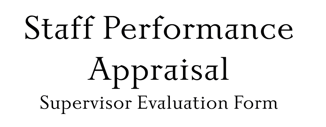 Staff Performance
Appraisal
Supervisor Evaluation Form